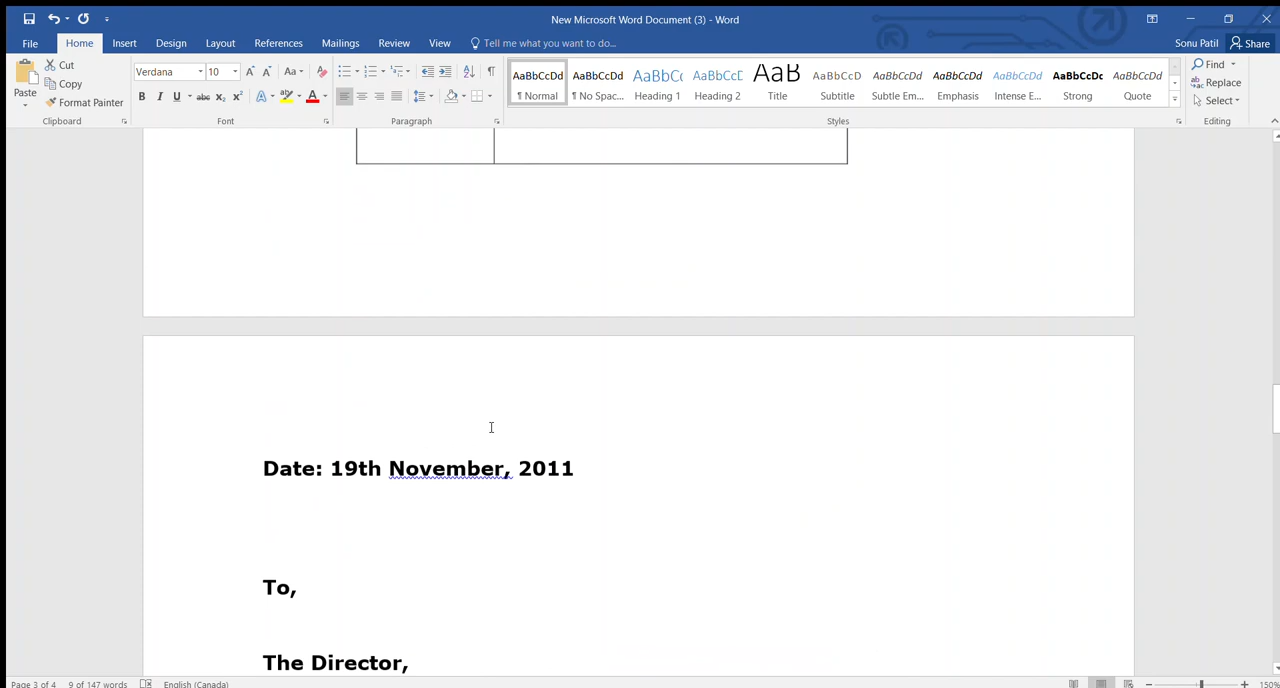 New Microsoft Word Document (3) - Word
File Home Insert Design Layout References Mailings Review View Tell me what you want to do... Sonu Patil Share
Paste
Cut
Copy
Format Painter
Clipboard
Verdana 10
Font
Paragraph
AaBbCcDd AaBbCcDd AaBbCc AaBbCcD AaB AaBbCcD AaBbCcDd AaBbCcDd AaBbCcDd AaBbCcDc AaBbCcDd
¶ Normal ¶ No Spac... Heading 1 Heading 2 Title Subtitle Subtle Em... Emphasis Intense E... Strong Quote
Styles
Find
Replace
Select
Editing
Date: 19th November, 2011
To,
The Director,
Page 3 of 4 9 of 147 words English (Canada) 150%